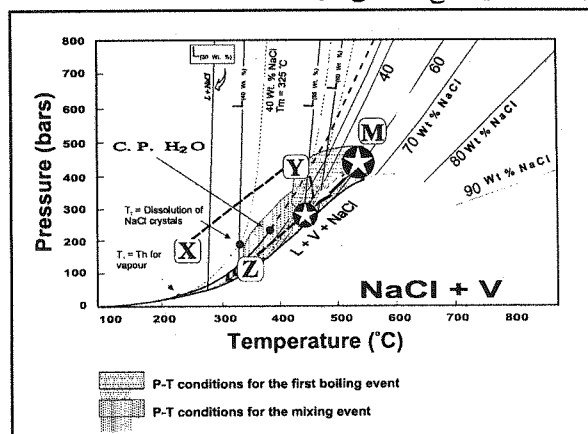 800
700
600
500
400
300
200
100
0
Pressure (bars)
L(30 Wt. %)
L+NaCl
40 Wt. % NaCl
Tm = 325°C
40
60
70 Wt % NaCl
80 Wt % NaCl
90 Wt % NaCl
M
C. P. H₂O
Y
T₂ = Dissolution of
NaCl crystals
X
= Th for
vapour
Z
L + V + NaCl
NaCl + V
100 200 300 400 500 600 700 800
Temperature (°C)
P-T conditions for the first boiling event
P-T conditions for the mixing event